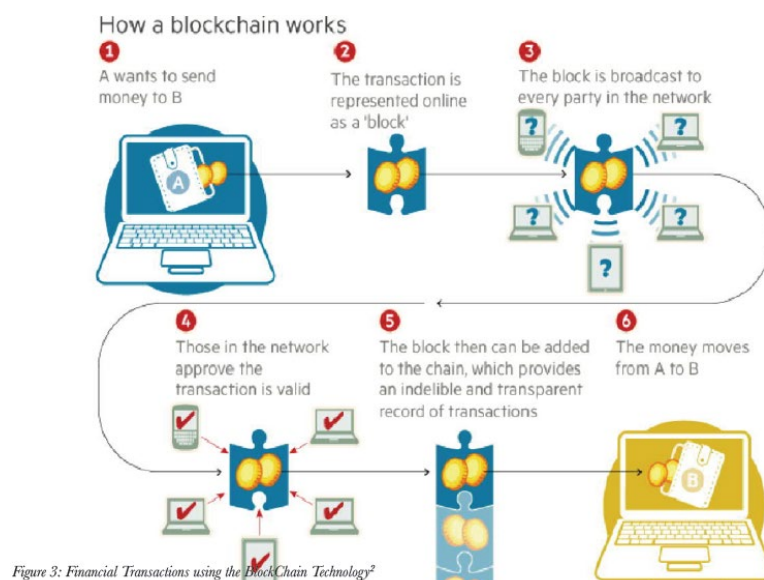 How a blockchain works
1
A wants to send
money to B
2
The transaction is
represented online
as a 'block'
3
The block is broadcast to
every party in the network
A
?
?
?
?
?
4
Those in the network
approve the
transaction is valid
5
The block then can be added
to the chain, which provides
an indelible and transparent
record of transactions
6
The money moves
from A to B
B
Figure 3: Financial Transactions using the BlockChain Technology²